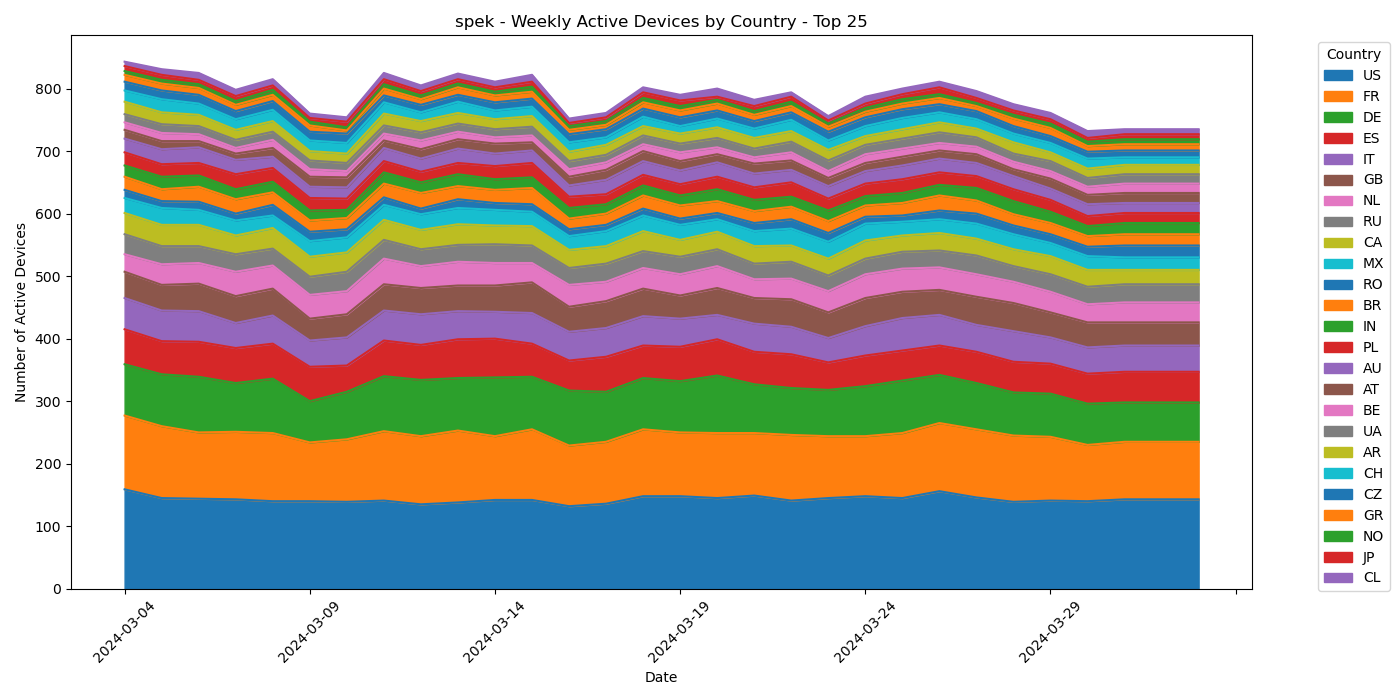 spek - Weekly Active Devices by Country - Top 25
Number of Active Devices
800
700
600
500
400
300
200
100
0
2024-03-04
2024-03-09
2024-03-14
2024-03-19
2024-03-24
2024-03-29
Date
Country
US
FR
DE
ES
IT
GB
NL
RU
CA
MX
RO
BR
IN
PL
AU
AT
BE
UA
AR
CH
CZ
GR
NO
JP
CL